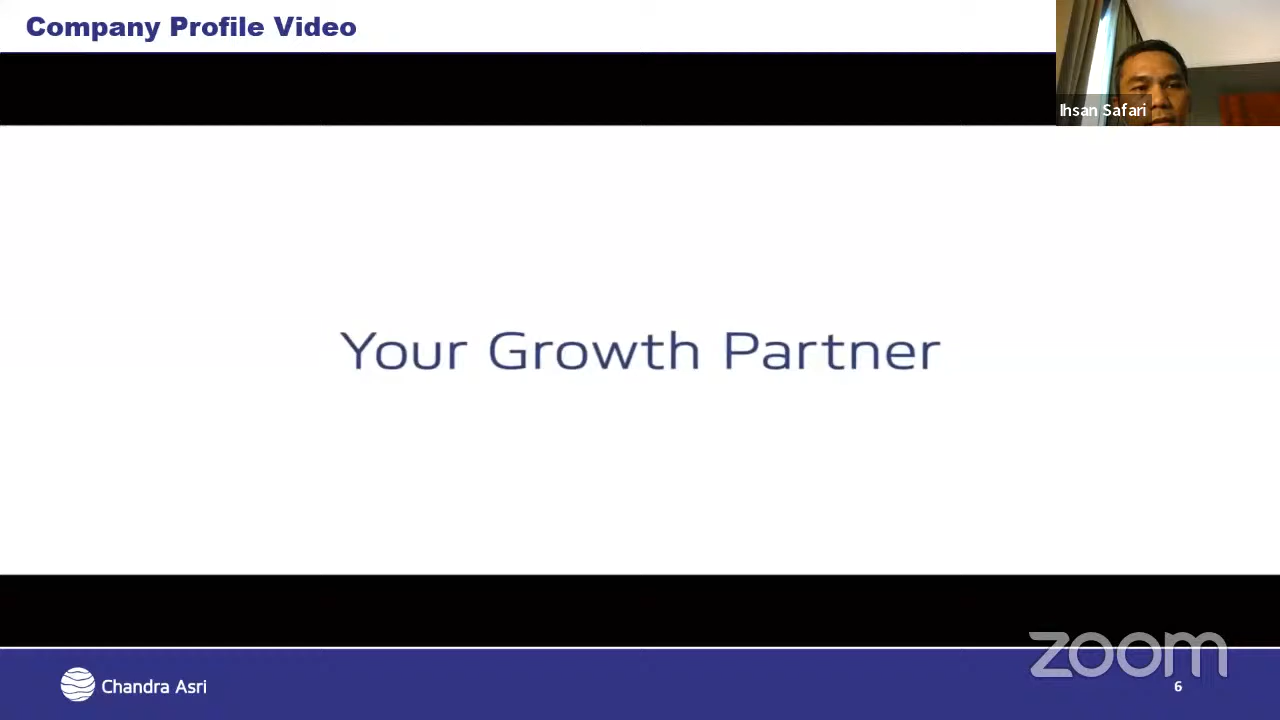 Company Profile Video
Ihsan Safari
Your Growth Partner
zoom
Chandra Asri
6